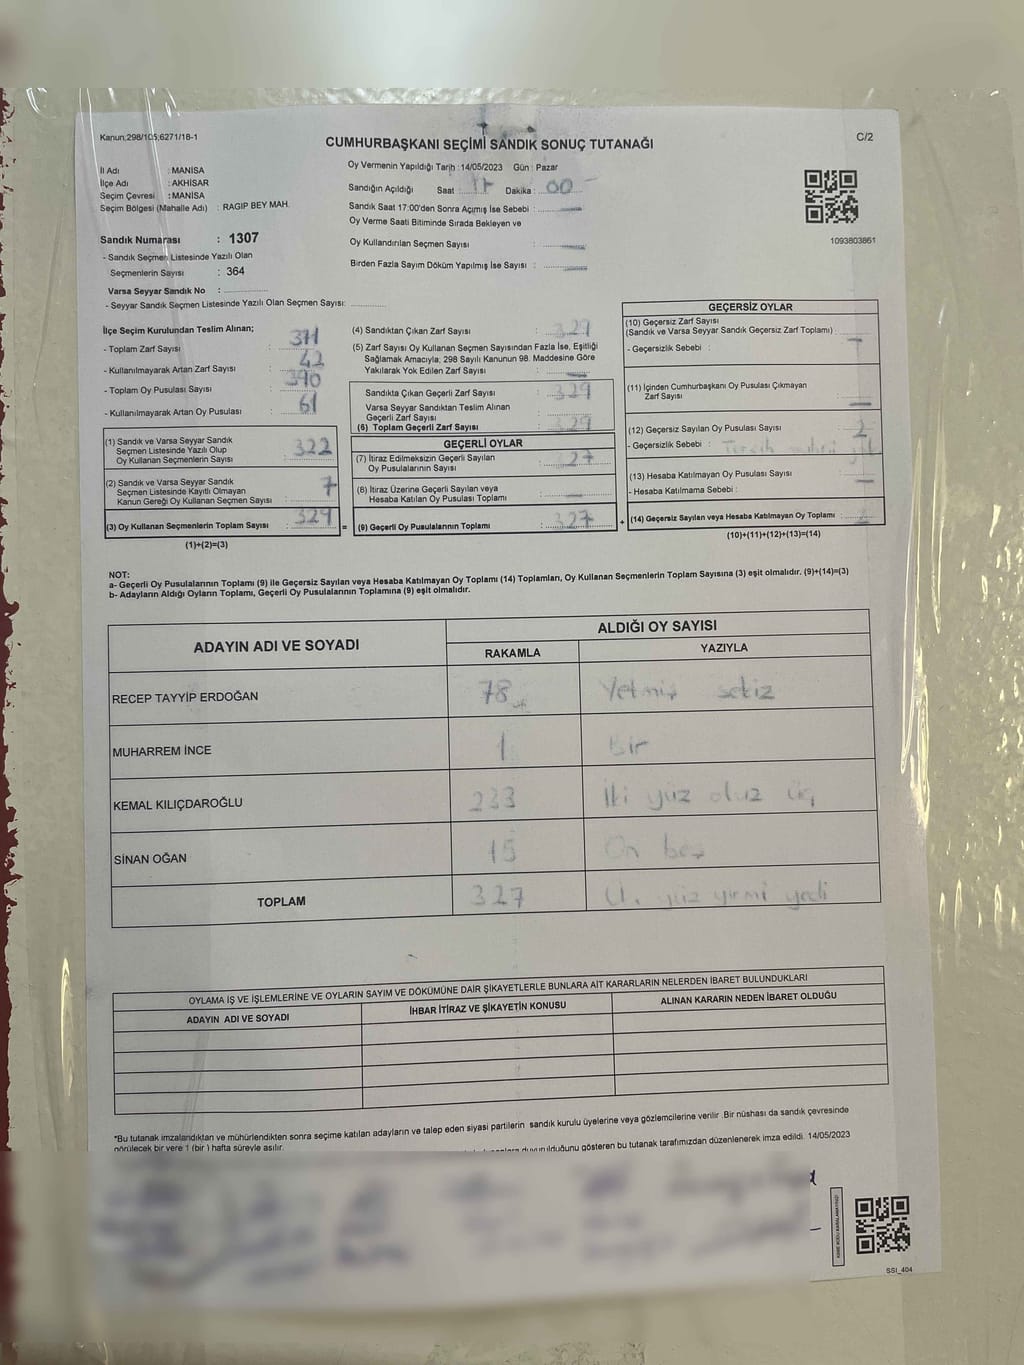 Kanun:298/105;6271/18-1
CUMHURBAŞKANI SEÇİMİ SANDIK SONUÇ TUTANAĞI
C/2
İl Adı : MANİSA
İlçe Adı : AKHİSAR
Seçim Çevresi : MANİSA
Seçim Bölgesi (Mahalle Adı) : RAGIP BEY MAH.
Sandık Numarası : 1307
- Sandık Seçmen Listesinde Yazılı Olan
Seçmenlerin Sayısı : 364
Varsa Seyyar Sandık No :
- Seyyar Sandık Seçmen Listesinde Yazılı Olan Seçmen Sayısı:
Oy Vermenin Yapıldığı Tarih : 14/05/2023 Gün : Pazar
Sandığın Açıldığı Saat : 17 Dakika : 00
Sandık Saat 17:00'den Sonra Açımış İse Sebebi :
Oy Verme Saati Bitiminde Sırada Bekleyen ve
Oy Kullandırılan Seçmen Sayısı :
Birden Fazla Sayım Döküm Yapılmış İse Sayısı :
1093803861
İlçe Seçim Kurulundan Teslim Alınan;
- Toplam Zarf Sayısı : 371
- Kullanılmayarak Artan Zarf Sayısı : 42
- Toplam Oy Pusulası Sayısı : 390
- Kullanılmayarak Artan Oy Pusulası : 61
(1) Sandık ve Varsa Seyyar Sandık
Seçmen Listesinde Yazılı Olup
Oy Kullanan Seçmenlerin Sayısı : 322
(2) Sandık ve Varsa Seyyar Sandık
Seçmen Listesinde Kayıtlı Olmayan
Kanun Gereği Oy Kullanan Seçmen Sayısı : 7
(3) Oy Kullanan Seçmenlerin Toplam Sayısı : 329 =
(1)+(2)=(3)
(4) Sandıktan Çıkan Zarf Sayısı : 329
(5) Zarf Sayısı Oy Kullanan Seçmen Sayısından Fazla İse, Eşitliği
Sağlamak Amacıyla; 298 Sayılı Kanunun 98. Maddesine Göre
Yakılarak Yok Edilen Zarf Sayısı :
Sandıkta Çıkan Geçerli Zarf Sayısı : 329
Varsa Seyyar Sandıktan Teslim Alınan
Geçerli Zarf Sayısı :
(6) Toplam Geçerli Zarf Sayısı : 329
GEÇERLİ OYLAR
(7) İtiraz Edilmeksizin Geçerli Sayılan
Oy Pusulalarının Sayısı : 327
(8) İtiraz Üzerine Geçerli Sayılan veya
Hesaba Katılan Oy Pusulası Toplamı :
(9) Geçerli Oy Pusulalarının Toplamı : 327 +
GEÇERSİZ OYLAR
(10) Geçersiz Zarf Sayısı
(Sandık ve Varsa Seyyar Sandık Geçersiz Zarf Toplamı) :
- Geçersizlik Sebebi :
(11) İçinden Cumhurbaşkanı Oy Pusulası Çıkmayan
Zarf Sayısı :
(12) Geçersiz Sayılan Oy Pusulası Sayısı : 2
- Geçersizlik Sebebi : Tercih mührü
(13) Hesaba Katılmayan Oy Pusulası Sayısı :
- Hesaba Katılmama Sebebi :
(14) Geçersiz Sayılan veya Hesaba Katılmayan Oy Toplamı : 2
(10)+(11)+(12)+(13)=(14)
NOT:
a- Geçerli Oy Pusulalarının Toplamı (9) ile Geçersiz Sayılan veya Hesaba Katılmayan Oy Toplamı (14) Toplamları, Oy Kullanan Seçmenlerin Toplam Sayısına (3) eşit olmalıdır. (9)+(14)=(3)
b- Adayların Aldığı Oyların Toplamı, Geçerli Oy Pusulalarının Toplamına (9) eşit olmalıdır.
ADAYIN ADI VE SOYADI ALDIĞI OY SAYISI
RAKAMLA YAZIYLA
RECEP TAYYİP ERDOĞAN 78 Yetmiş sekiz
MUHARREM İNCE 1 Bir
KEMAL KILIÇDAROĞLU 233 İki yüz otuz üç
SİNAN OĞAN 15 On beş
TOPLAM 327 Üç yüz yirmi yedi
OYLAMA İŞ VE İŞLEMLERİNE VE OYLARIN SAYIM VE DÖKÜMÜNE DAİR ŞİKAYETLERLE BUNLARA AİT KARARLARIN NELERDEN İBARET BULUNDUKLARI
ADAYIN ADI VE SOYADI İHBAR İTİRAZ VE ŞİKAYETİN KONUSU ALINAN KARARIN NEDEN İBARET OLDUĞU
*Bu tutanak imzalandıktan ve mühürlendikten sonra seçime katılan adayların ve talep eden siyasi partilerin sandık kurulu üyelerine veya gözlemcilerine verilir .Bir nüshası da sandık çevresinde
görülecek bir yere 1 (bir ) hafta süreyle asılır.
duyurulduğunu gösteren bu tutanak tarafımızdan düzenlenerek imza edildi. 14/05/2023
SSI_404